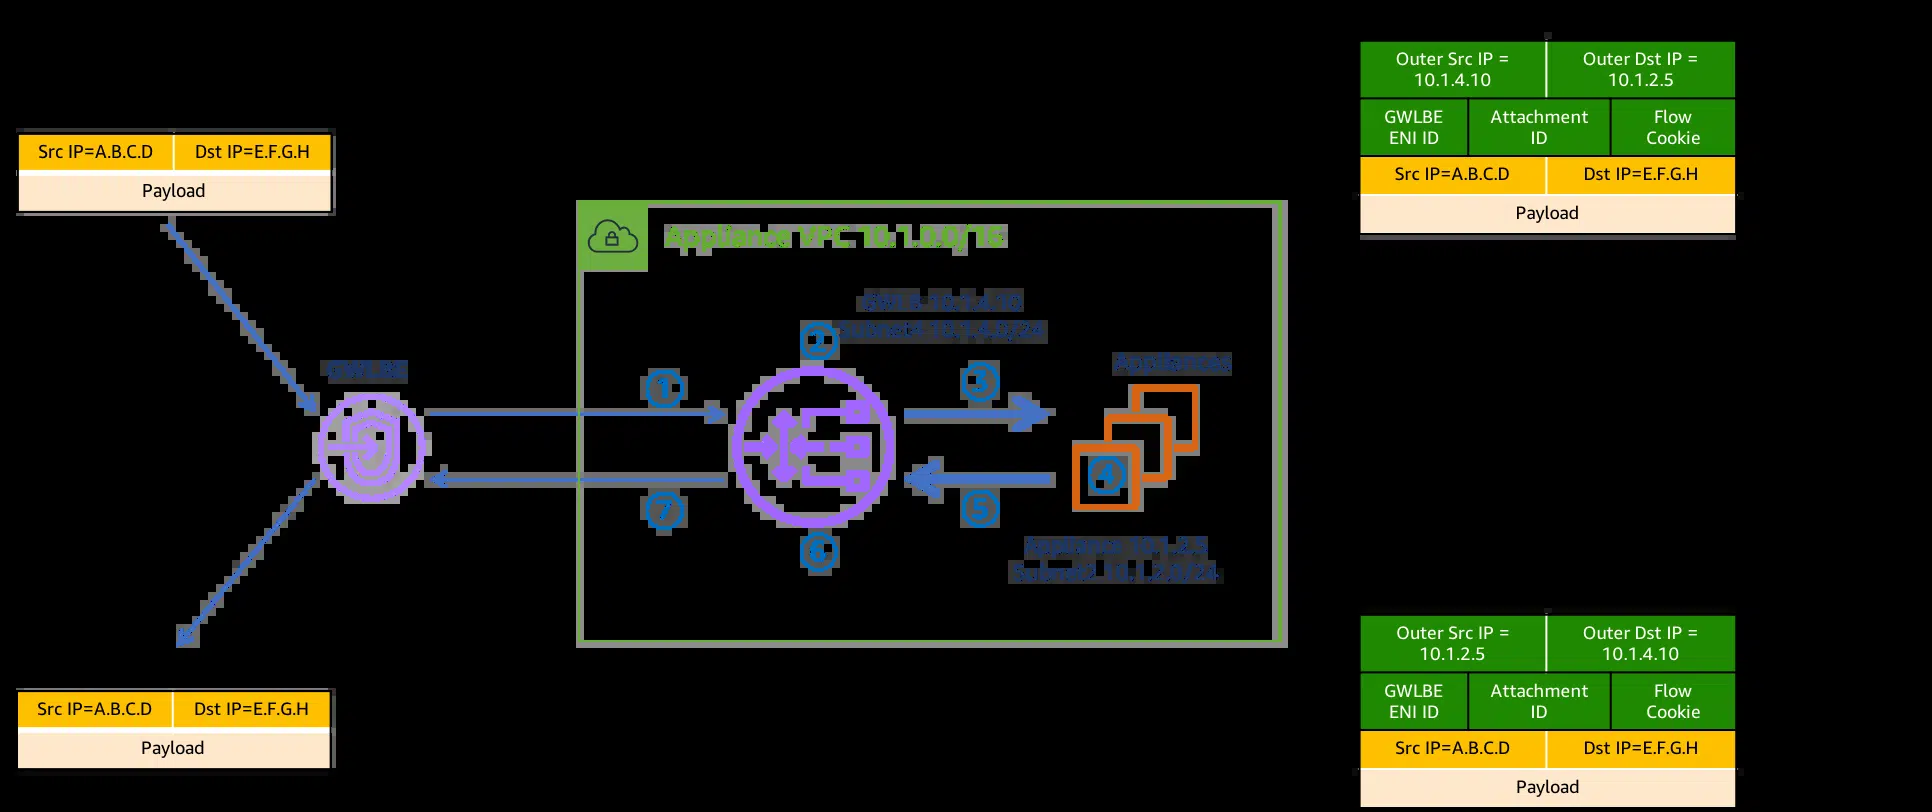 Outer Src IP =
10.1.4.10
Outer Dst IP =
10.1.2.5
GWLBE
ENI ID
Attachment
ID
Flow
Cookie
Src IP=A.B.C.D
Dst IP=E.F.G.H
Payload
Src IP=A.B.C.D
Dst IP=E.F.G.H
Payload
Appliance VPC 10.1.0.0/16
GWLB 10.1.4.10
Subnet4 10.1.4.0/24
2
GWLBE
1
3
Appliances
4
7
5
6
Appliance 10.1.2.5
Subnet2 10.1.2.0/24
Outer Src IP =
10.1.2.5
Outer Dst IP =
10.1.4.10
GWLBE
ENI ID
Attachment
ID
Flow
Cookie
Src IP=A.B.C.D
Dst IP=E.F.G.H
Payload
Src IP=A.B.C.D
Dst IP=E.F.G.H
Payload